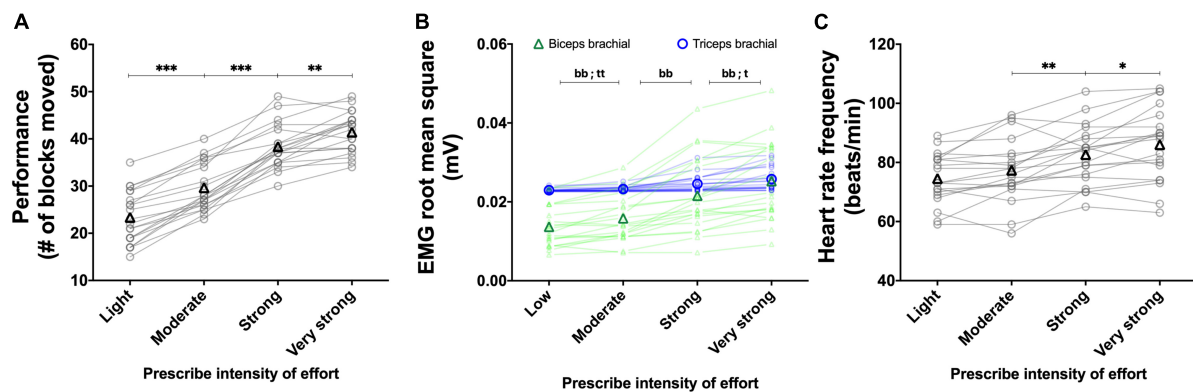 A
Performance
(# of blocks moved)
60
50
40
30
20
10
*** *** **
Light
Moderate
Strong
Very strong
Prescribe intensity of effort
B
EMG root mean square
(mV)
0.06
0.04
0.02
0.00
Biceps brachial Triceps brachial
bb ; tt bb bb ; t
Low
Moderate
Strong
Very strong
Prescribe intensity of effort
C
Heart rate frequency
(beats/min)
140
120
100
80
60
40
** *
Light
Moderate
Strong
Very strong
Prescribe intensity of effort